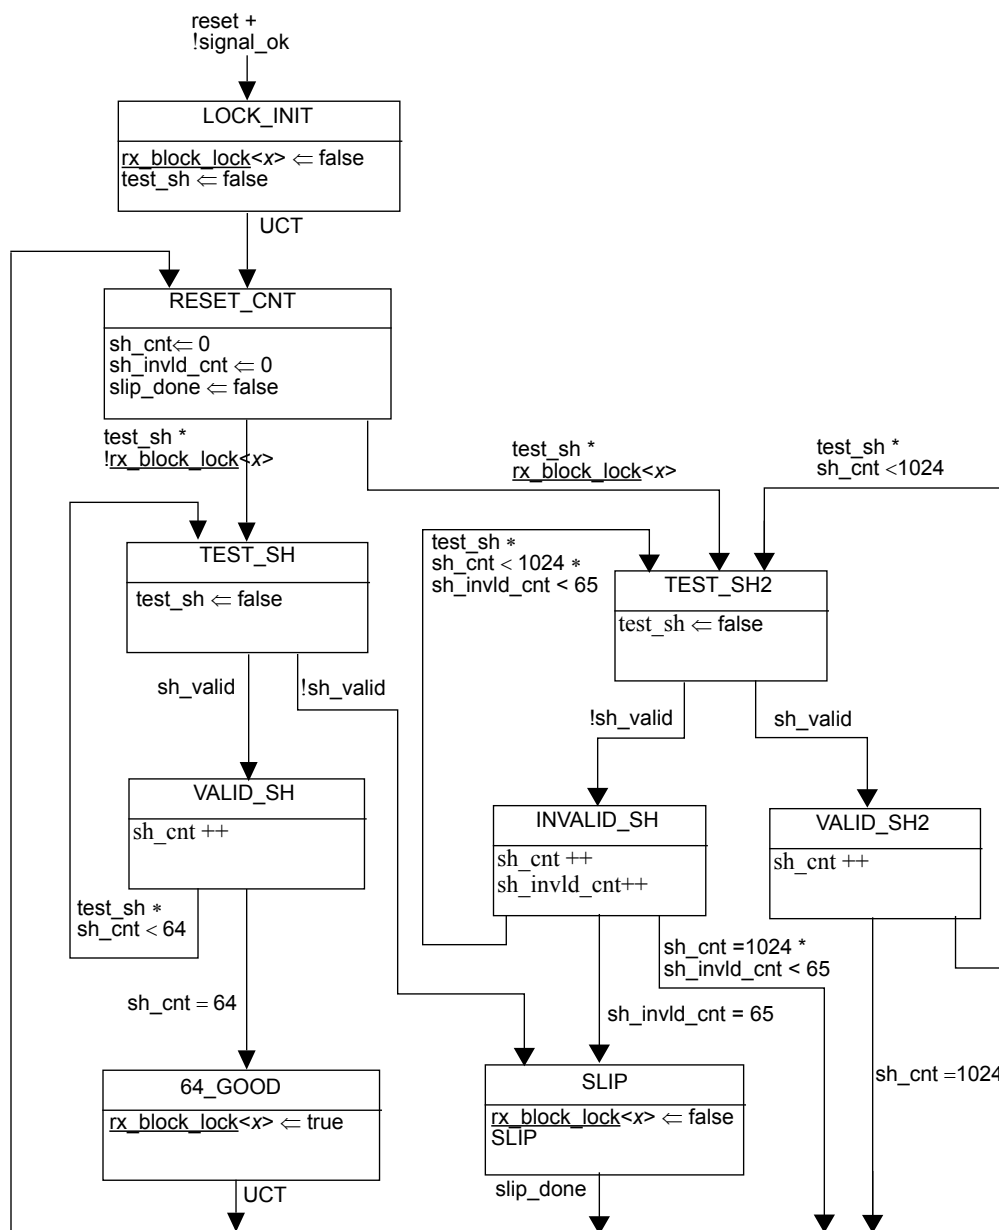 reset +
!signal_ok
LOCK_INIT
rx_block_lock<x> ⇐ false
test_sh ⇐ false
UCT
RESET_CNT
sh_cnt⇐ 0
sh_invld_cnt ⇐ 0
slip_done ⇐ false
test_sh *
!rx_block_lock<x>
test_sh *
rx_block_lock<x>
test_sh *
sh_cnt <1024
TEST_SH
test_sh ⇐ false
test_sh *
sh_cnt < 1024 *
sh_invld_cnt < 65
TEST_SH2
test_sh ⇐ false
sh_valid
!sh_valid
!sh_valid
sh_valid
VALID_SH
sh_cnt ++
INVALID_SH
sh_cnt ++
sh_invld_cnt++
VALID_SH2
sh_cnt ++
test_sh *
sh_cnt < 64
sh_cnt =1024 *
sh_invld_cnt < 65
sh_cnt = 64
sh_invld_cnt = 65
sh_cnt =1024
64_GOOD
rx_block_lock<x> ⇐ true
SLIP
rx_block_lock<x> ⇐ false
SLIP
UCT
slip_done